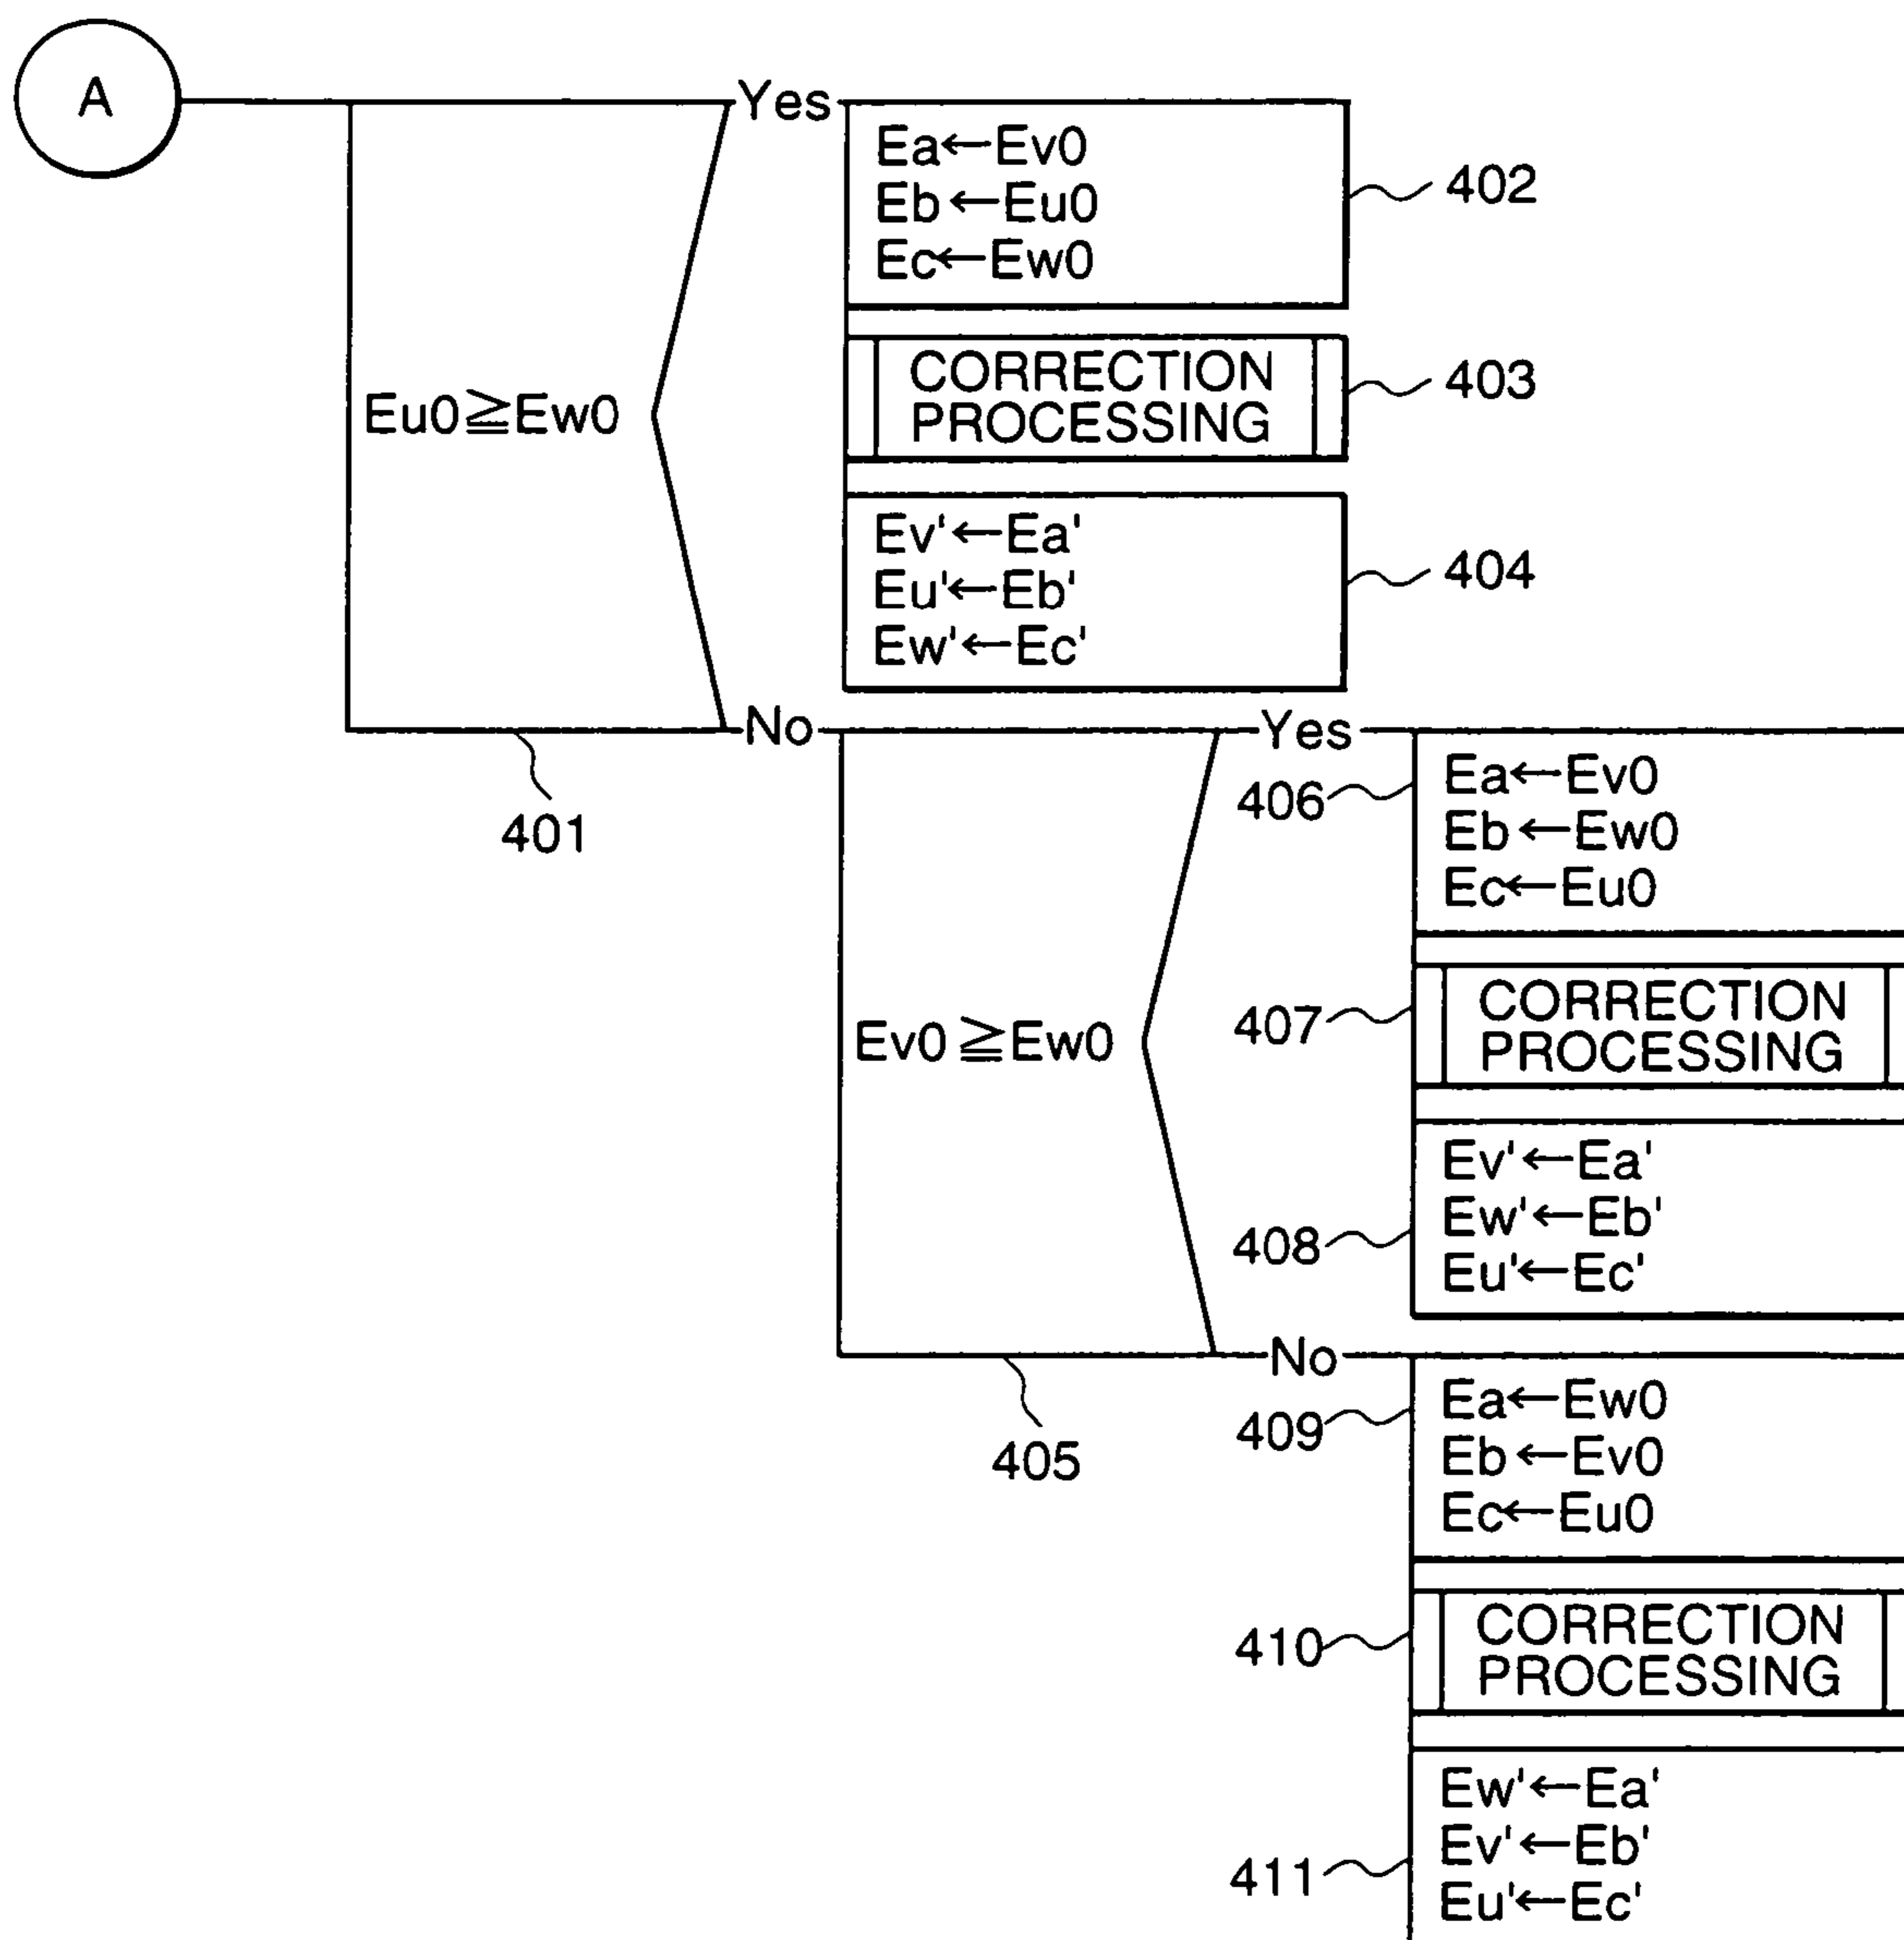 A
Yes
Ea←Ev0
Eb←Eu0
Ec←Ew0
402
Eu0≧Ew0
CORRECTION
PROCESSING
403
Ev'←Ea'
Eu'←Eb'
Ew'←Ec'
404
No
401
Yes
406
Ea←Ev0
Eb←Ew0
Ec←Eu0
Ev0≧Ew0
407
CORRECTION
PROCESSING
408
Ev'←Ea'
Ew'←Eb'
Eu'←Ec'
No
405
409
Ea←Ew0
Eb←Ev0
Ec←Eu0
410
CORRECTION
PROCESSING
411
Ew'←Ea'
Ev'←Eb'
Eu'←Ec'